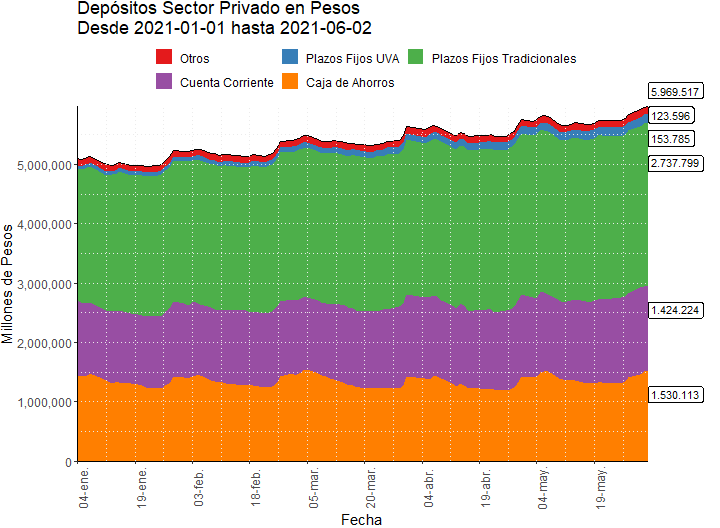 Depósitos Sector Privado en Pesos
Desde 2021-01-01 hasta 2021-06-02
Otros
Plazos Fijos UVA
Plazos Fijos Tradicionales
Cuenta Corriente
Caja de Ahorros
5.969.517
123.596
153.785
2.737.799
1.424.224
1.530.113
Millones de Pesos
5,000,000
4,000,000
3,000,000
2,000,000
1,000,000
0
04-ene.
19-ene.
03-feb.
18-feb.
05-mar.
20-mar.
04-abr.
19-abr.
04-may.
19-may.
Fecha